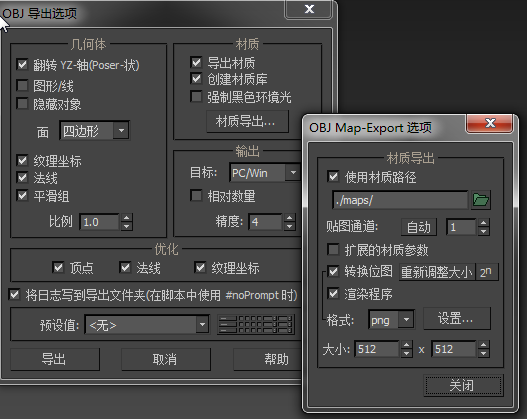 OBJ 导出选项
几何体
翻转 YZ-轴(Poser-状)
图形/线
隐藏对象
面 四边形
纹理坐标
法线
平滑组
比例 1.0
材质
导出材质
创建材质库
强制黑色环境光
材质导出...
输出
目标: PC/Win
相对数量
精度: 4
优化
顶点 法线 纹理坐标
将日志写到导出文件夹(在脚本中使用 #noPrompt 时)
预设值: <无>
导出 取消 帮助
OBJ Map-Export 选项
材质导出
使用材质路径
./maps/
贴图通道: 自动 1
扩展的材质参数
转换位图 重新调整大小 2ⁿ
渲染程序
格式: png 设置...
大小: 512 x 512
关闭